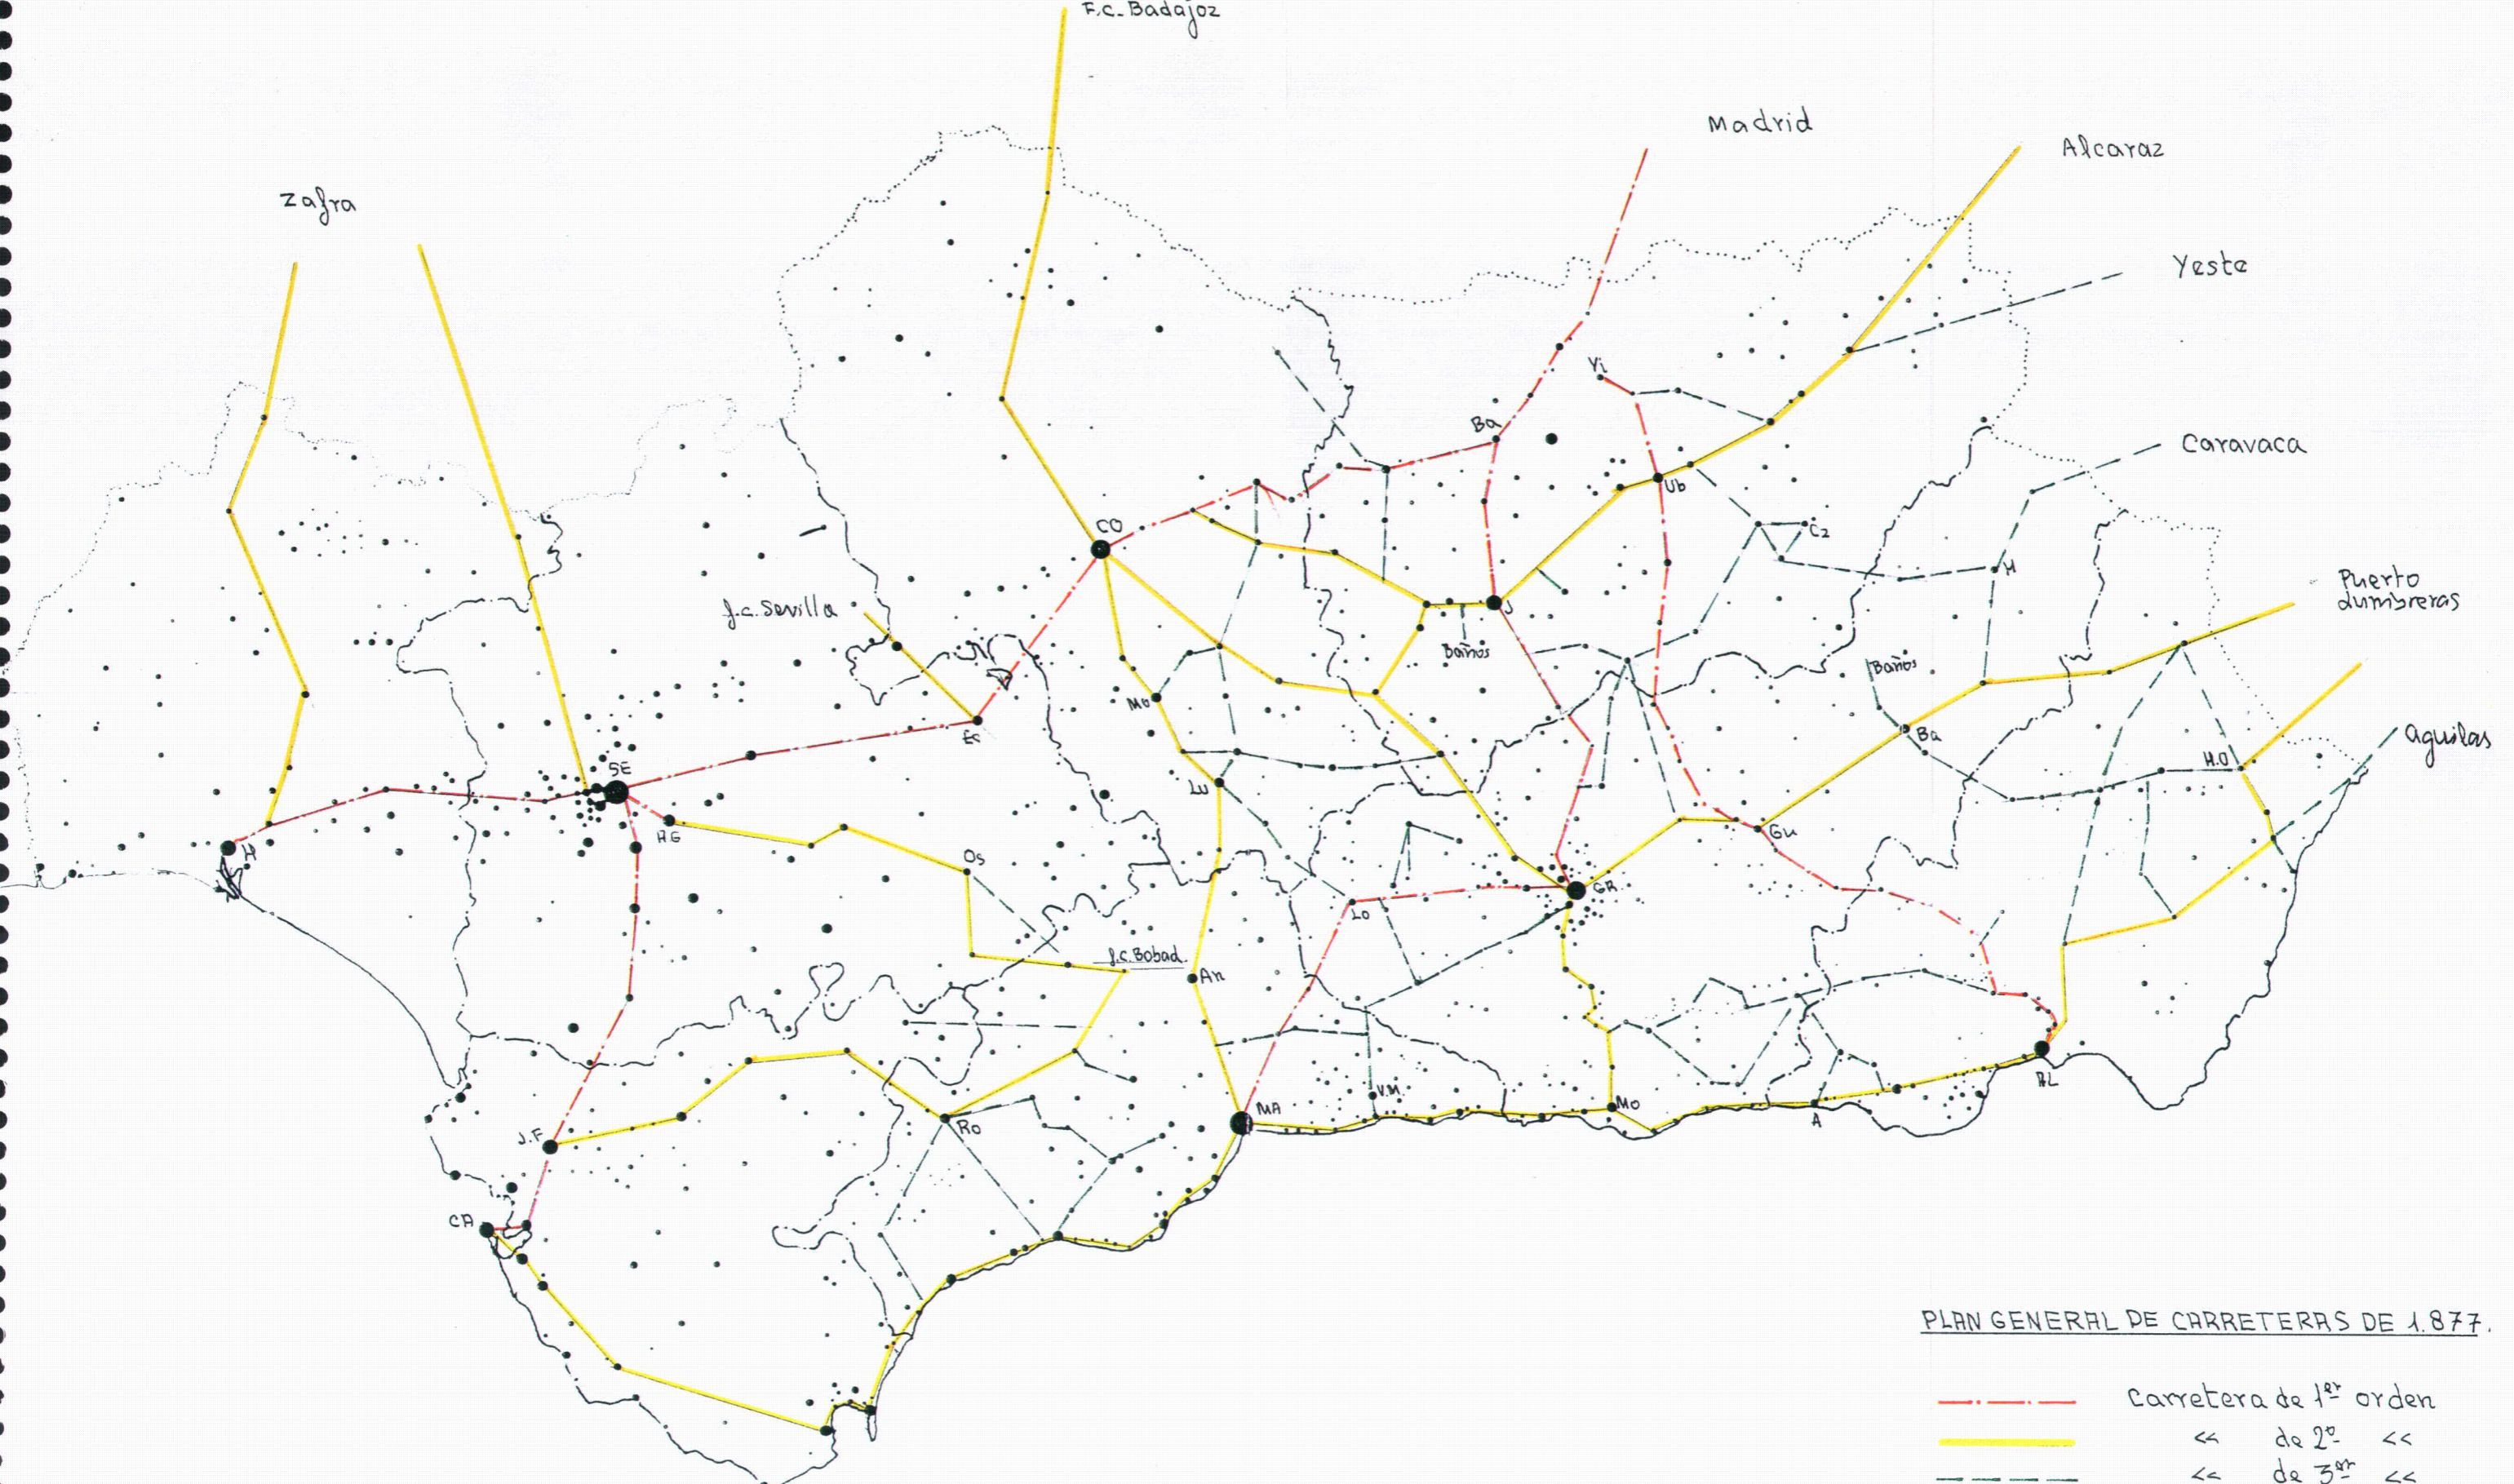 F.C. Badajoz
Madrid
Alcaraz
Zafra
Yeste
Vi
Ba
Caravaca
Ub
CO
Cz
H
Puerto
Lumbreras
f.c. Sevilla
J
Baños
Baños
Mo
Ec
Ba
Aguilas
SE
H.O
Lu
AG
Gu
H
Os
GR
Lo
f.c. Bobad.
An
AL
V.M.
MA
Mo
A
J.F
Ro
CA
PLAN GENERAL DE CARRETERAS DE 1.877.
Carretera de 1er orden
<< de 2º <<
<< de 3er <<